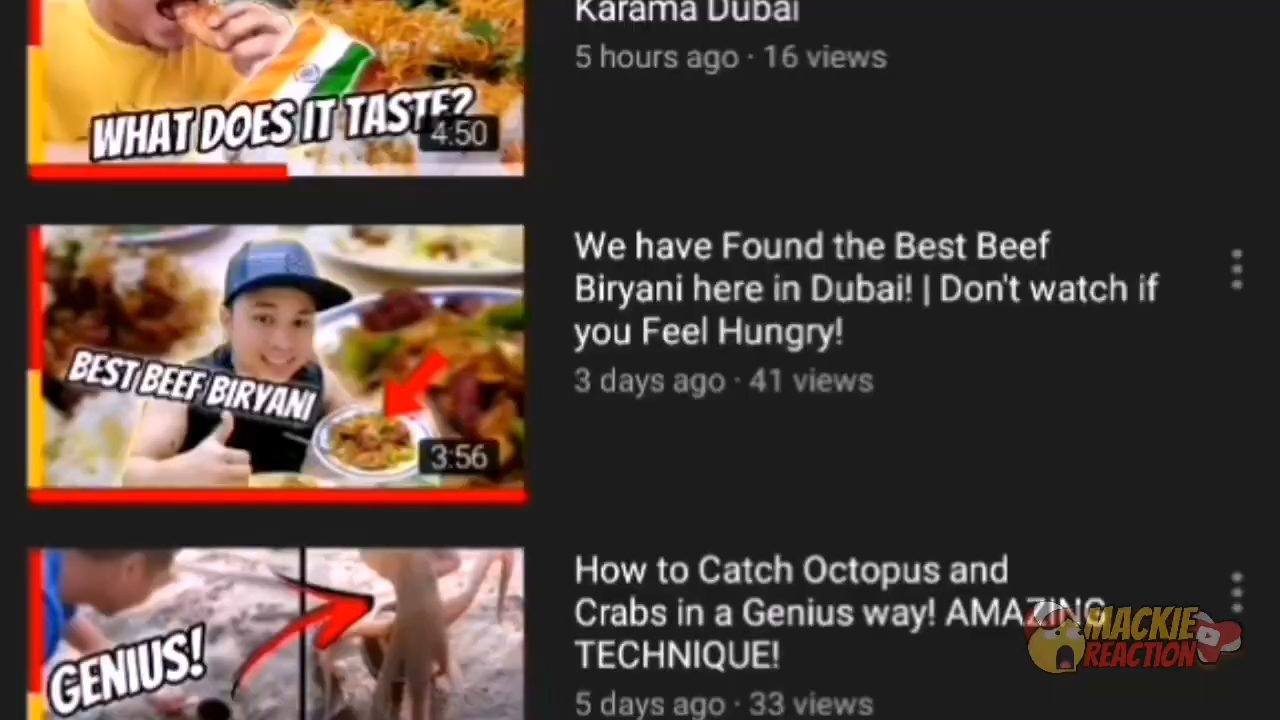 Karama Dubai
5 hours ago · 16 views
WHAT DOES IT TASTE?
4:50
We have Found the Best Beef
Biryani here in Dubai! | Don't watch if
you Feel Hungry!
3 days ago · 41 views
BEST BEEF BIRYANI
3:56
How to Catch Octopus and
Crabs in a Genius way! AMAZING
TECHNIQUE!
5 days ago · 33 views
GENIUS!
MACKIE
REACTION